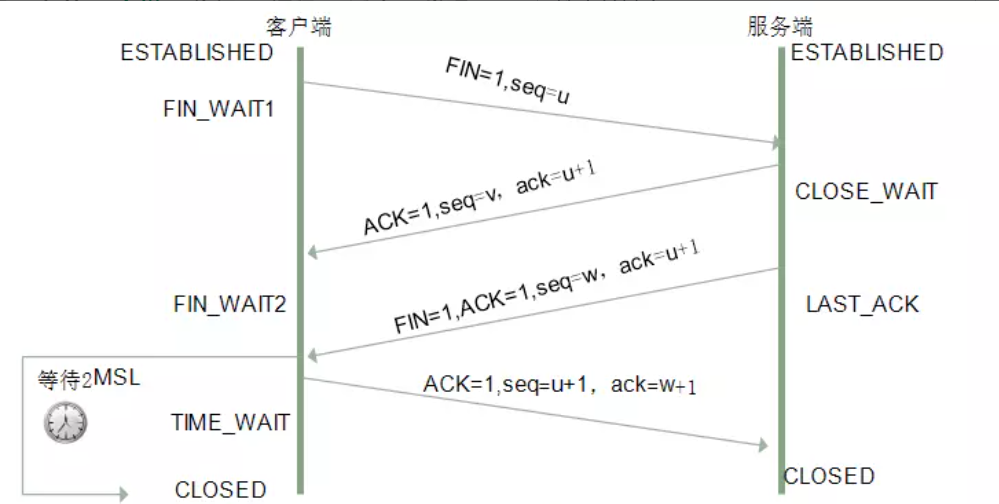 客户端
服务端
ESTABLISHED
ESTABLISHED
FIN=1,seq=u
FIN_WAIT1
ACK=1,seq=v，ack=u+1
CLOSE_WAIT
FIN=1,ACK=1,seq=w，ack=u+1
FIN_WAIT2
LAST_ACK
等待2MSL
ACK=1,seq=u+1，ack=w+1
TIME_WAIT
CLOSED
CLOSED